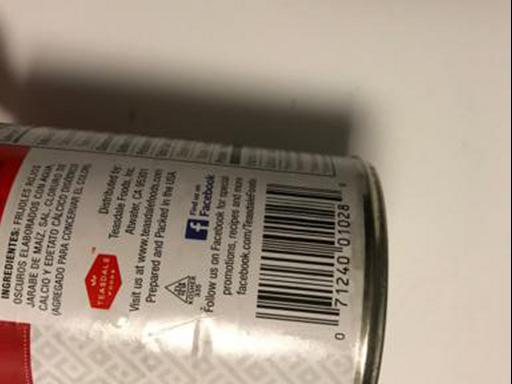 INGREDIENTES: FRIJOLES ROJOS
OSCUROS ELABORADOS CON AGUA,
JARABE DE MAÍZ, SAL, CLORURO DE
CALCIO Y EDETATO CÁLCICO DISÓDICO
(AGREGADO PARA CONCERVAR EL COLOR).
TEASDALE
FOODS
Distributed by:
Teasdale Foods, Inc.
Atwater, CA 95301
Visit us at www.teasdalefoods.com
Prepared and Packed in the USA
KOSHER
Find us on
Facebook
Follow us on Facebook for special
promotions, recipes and more
facebook.com/TeasdaleFoods
0 71240 01028